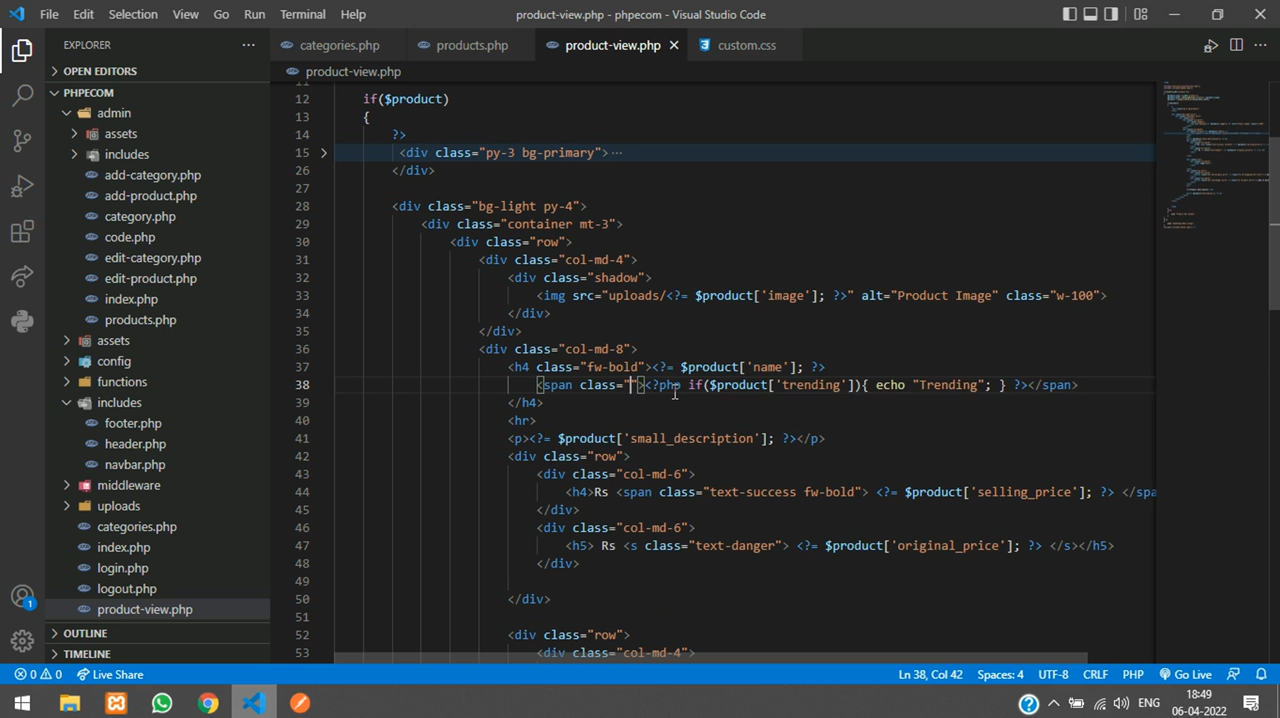 File Edit Selection View Go Run Terminal Help product-view.php - phpecom - Visual Studio Code
EXPLORER
categories.php products.php product-view.php custom.css
OPEN EDITORS
product-view.php
PHPECOM
admin
assets
includes
add-category.php
add-product.php
category.php
code.php
edit-category.php
edit-product.php
index.php
products.php
assets
config
functions
includes
footer.php
header.php
navbar.php
middleware
uploads
categories.php
index.php
login.php
logout.php
product-view.php
OUTLINE
TIMELINE
12 if($product)
13 {
14 ?>
15 <div class="py-3 bg-primary">
26 </div>
27
28 <div class="bg-light py-4">
29 <div class="container mt-3">
30 <div class="row">
31 <div class="col-md-4">
32 <div class="shadow">
33 <img src="uploads/<?= $product['image']; ?>" alt="Product Image" class="w-100">
34 </div>
35 </div>
36 <div class="col-md-8">
37 <h4 class="fw-bold"><?= $product['name']; ?>
38 <span class=""><?php if($product['trending']){ echo "Trending"; } ?></span>
39 </h4>
40 <hr>
41 <p><?= $product['small_description']; ?></p>
42 <div class="row">
43 <div class="col-md-6">
44 <h4>Rs <span class="text-success fw-bold"> <?= $product['selling_price']; ?> </spa
45 </div>
46 <div class="col-md-6">
47 <h5> Rs <s class="text-danger"> <?= $product['original_price']; ?> </s></h5>
48 </div>
49
50 </div>
51
52 <div class="row">
53 <div class="col-md-4">
1
0 0 Live Share Ln 38, Col 42 Spaces: 4 UTF-8 CRLF PHP Go Live
ENG 18:49
06-04-2022